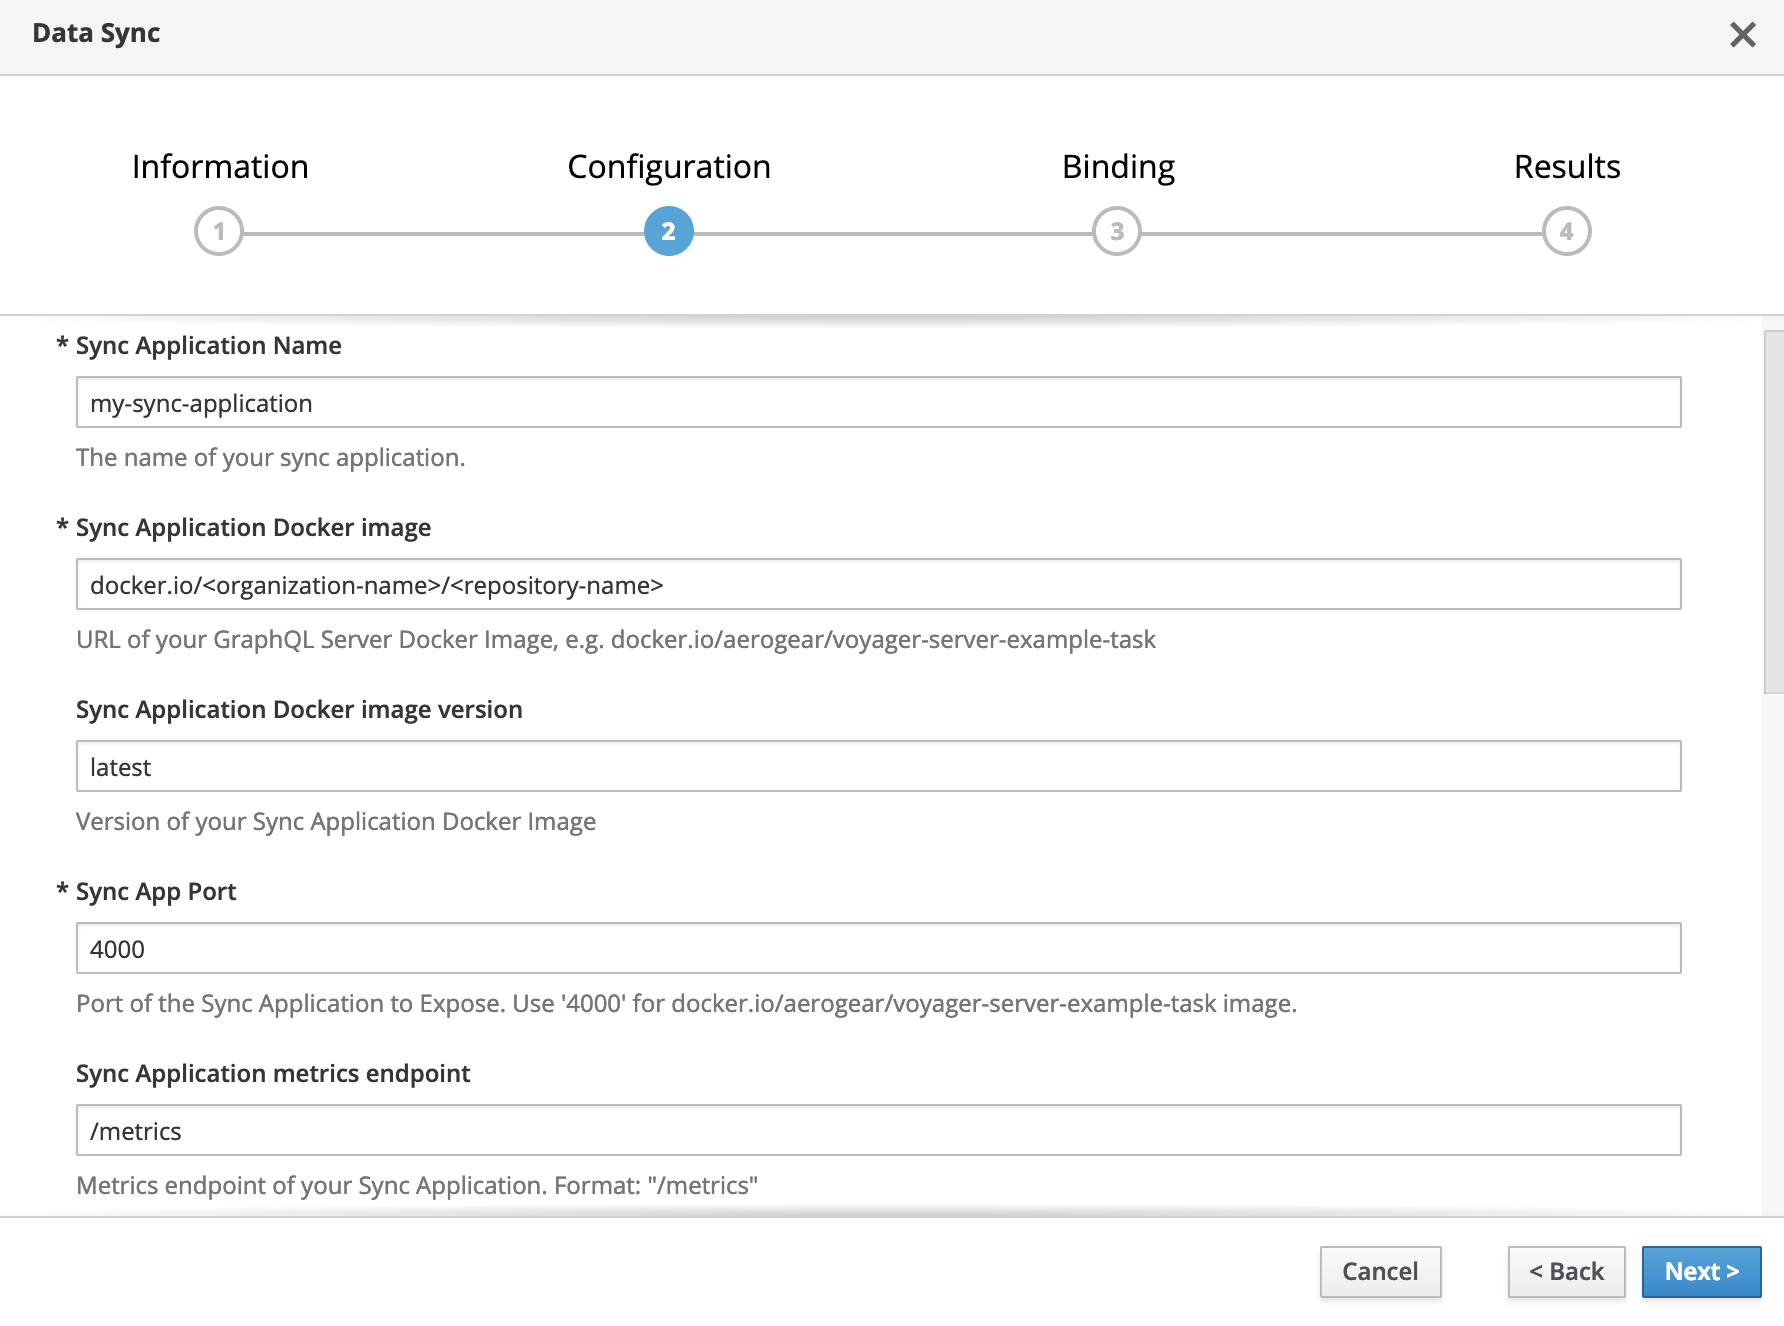 Data Sync
Information
Configuration
Binding
Results
1
2
3
4
* Sync Application Name
my-sync-application
The name of your sync application.
* Sync Application Docker image
docker.io/<organization-name>/<repository-name>
URL of your GraphQL Server Docker Image, e.g. docker.io/aerogear/voyager-server-example-task
Sync Application Docker image version
latest
Version of your Sync Application Docker Image
* Sync App Port
4000
Port of the Sync Application to Expose. Use '4000' for docker.io/aerogear/voyager-server-example-task image.
Sync Application metrics endpoint
/metrics
Metrics endpoint of your Sync Application. Format: "/metrics"
Cancel
< Back
Next >